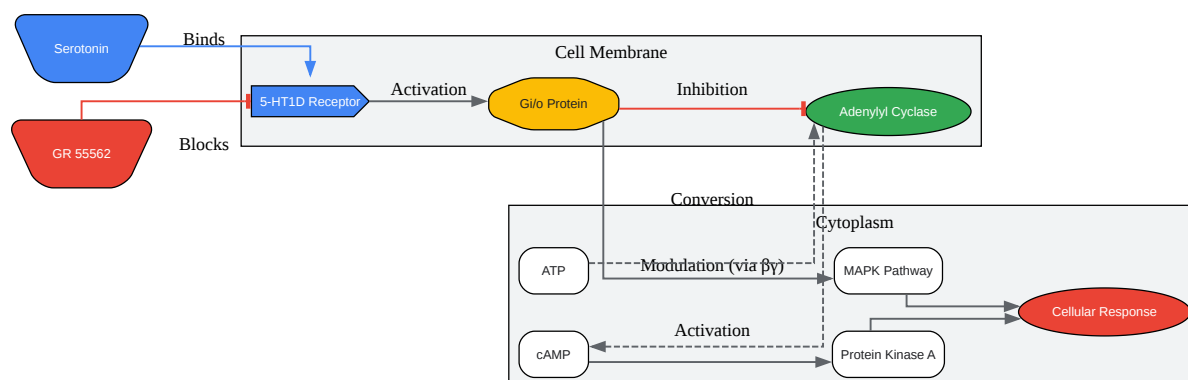 Serotonin
Binds
Cell Membrane
5-HT1D Receptor
Activation
Gi/o Protein
Inhibition
Adenylyl Cyclase
GR 55562
Blocks
Conversion
Cytoplasm
ATP
Modulation (via βγ)
MAPK Pathway
Cellular Response
Activation
cAMP
Protein Kinase A